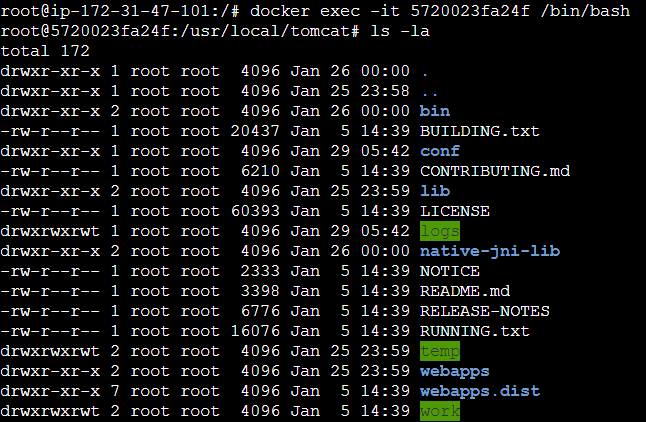 root@ip-172-31-47-101:/# docker exec -it 5720023fa24f /bin/bash
root@5720023fa24f:/usr/local/tomcat# ls -la
total 172
drwxr-xr-x 1 root root  4096 Jan 26 00:00 .
drwxr-xr-x 1 root root  4096 Jan 25 23:58 ..
drwxr-xr-x 2 root root  4096 Jan 26 00:00 bin
-rw-r--r-- 1 root root 20437 Jan  5 14:39 BUILDING.txt
drwxr-xr-x 1 root root  4096 Jan 29 05:42 conf
-rw-r--r-- 1 root root  6210 Jan  5 14:39 CONTRIBUTING.md
drwxr-xr-x 2 root root  4096 Jan 25 23:59 lib
-rw-r--r-- 1 root root 60393 Jan  5 14:39 LICENSE
drwxrwxrwt 1 root root  4096 Jan 29 05:42 logs
drwxr-xr-x 2 root root  4096 Jan 26 00:00 native-jni-lib
-rw-r--r-- 1 root root  2333 Jan  5 14:39 NOTICE
-rw-r--r-- 1 root root  3398 Jan  5 14:39 README.md
-rw-r--r-- 1 root root  6776 Jan  5 14:39 RELEASE-NOTES
-rw-r--r-- 1 root root 16076 Jan  5 14:39 RUNNING.txt
drwxrwxrwt 2 root root  4096 Jan 25 23:59 temp
drwxr-xr-x 2 root root  4096 Jan 25 23:59 webapps
drwxr-xr-x 7 root root  4096 Jan  5 14:39 webapps.dist
drwxrwxrwt 2 root root  4096 Jan  5 14:39 work